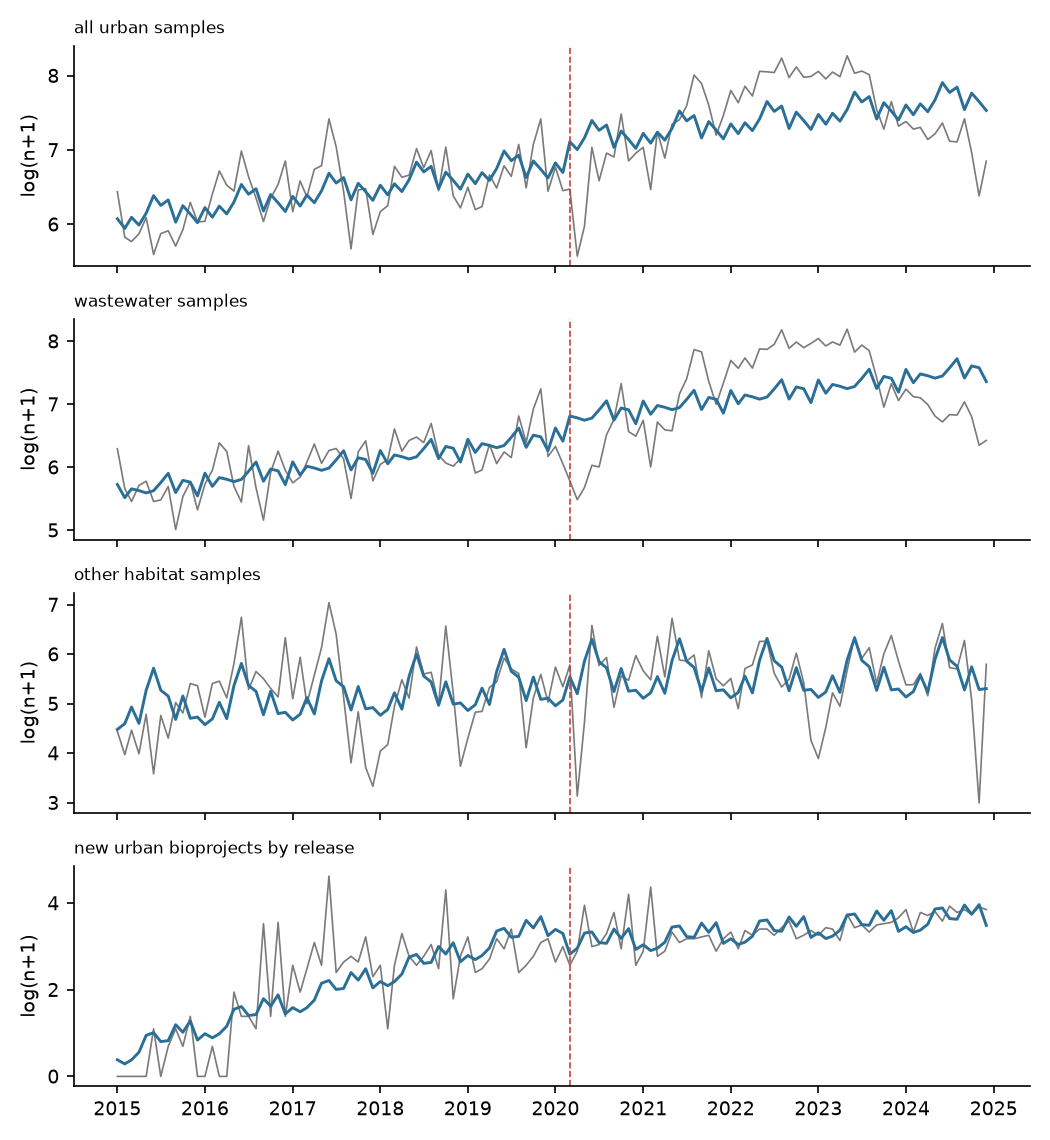 all urban samples
8
7
6
log(n+1)
wastewater samples
8
7
6
5
log(n+1)
other habitat samples
7
6
5
4
3
log(n+1)
new urban bioprojects by release
4
2
0
log(n+1)
2015 2016 2017 2018 2019 2020 2021 2022 2023 2024 2025